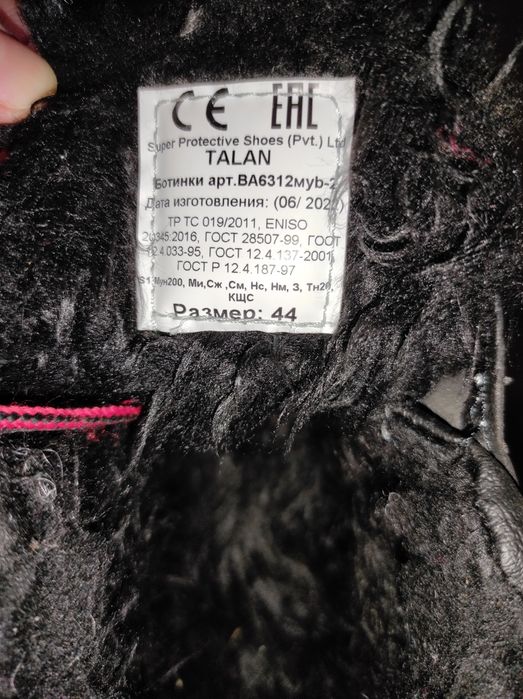 CE EAC
Super Protective Shoes (Pvt.) Ltd
TALAN
Ботинки арт.ВА6312муb-2
Дата изготовления: (06/ 202
ТР ТС 019/2011, ENISO
20345.2016, ГОСТ 28507-99, ГОСТ
12.4.033-95, ГОСТ 12.4.137-2001
ГОСТ Р 12.4.187-97
S1 Мун200, Ми,Сж ,См, Нс, Нм, З, Тн20,
КЩС
Размер: 44